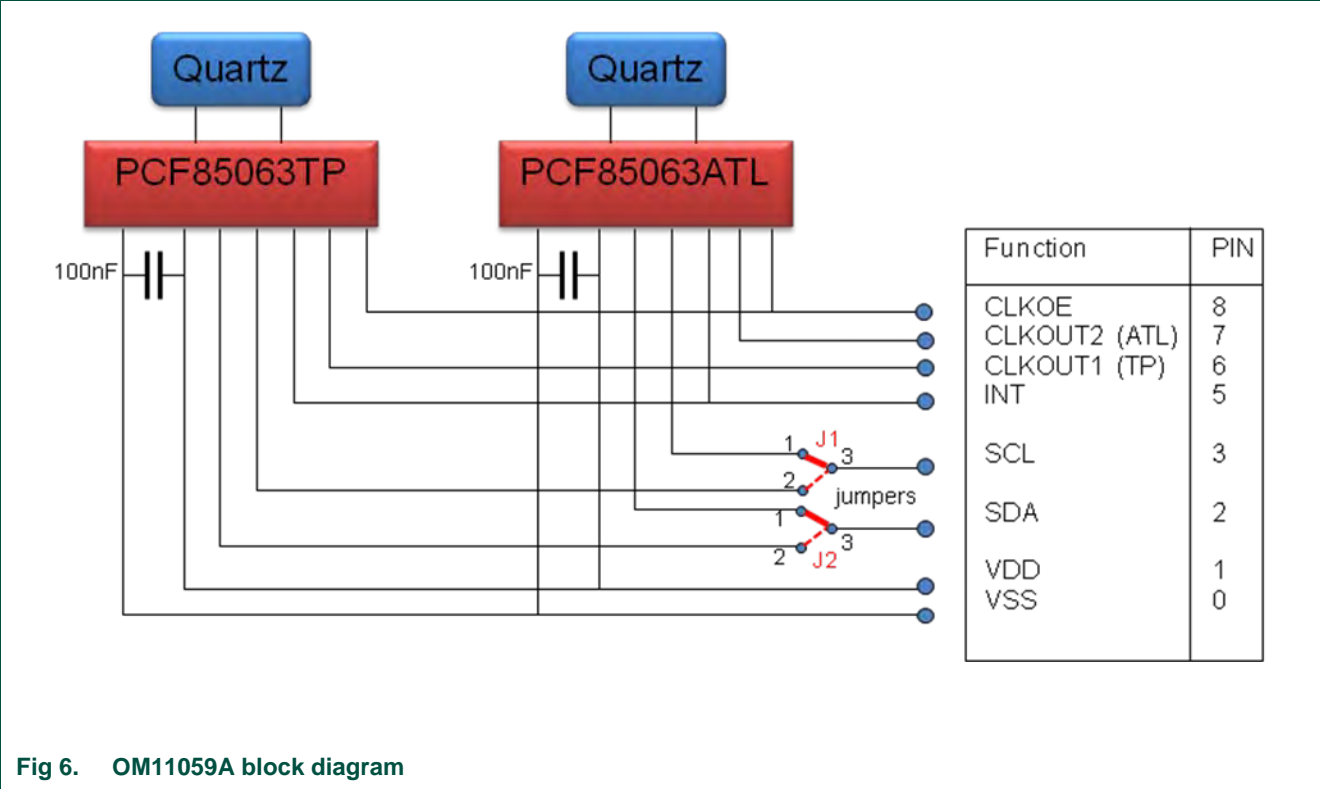 Quartz
Quartz
PCF85063TP
PCF85063ATL
100nF
100nF
Function PIN
CLKOE 8
CLKOUT2 (ATL) 7
CLKOUT1 (TP) 6
INT 5
1
J1
3
2
SCL 3
jumpers
1
SDA 2
2
J2
3
VDD 1
VSS 0
Fig 6. OM11059A block diagram